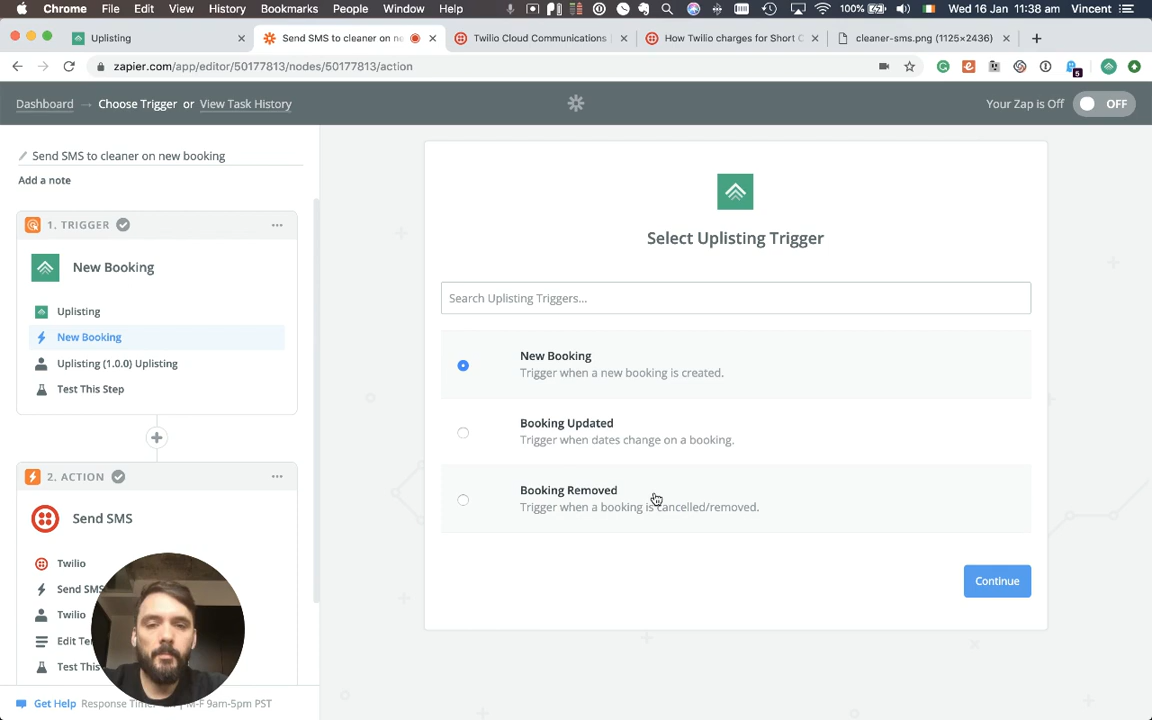 Chrome File Edit View History Bookmarks People Window Help 100% Wed 16 Jan 11:38 am Vincent
Uplisting
Send SMS to cleaner on ne
Twilio Cloud Communications
How Twilio charges for Short C
cleaner-sms.png (1125×2436)
zapier.com/app/editor/50177813/nodes/50177813/action
5
Dashboard → Choose Trigger or View Task History
Your Zap is Off OFF
Send SMS to cleaner on new booking
Add a note
1. TRIGGER
New Booking
Uplisting
New Booking
Uplisting (1.0.0) Uplisting
Test This Step
2. ACTION
Send SMS
Twilio
Send SMS
Twilio
Edit
Test This
Get Help Response M-F 9am-5pm PST
Select Uplisting Trigger
Search Uplisting Triggers...
New Booking
Trigger when a new booking is created.
Booking Updated
Trigger when dates change on a booking.
Booking Removed
Trigger when a booking is cancelled/removed.
Continue